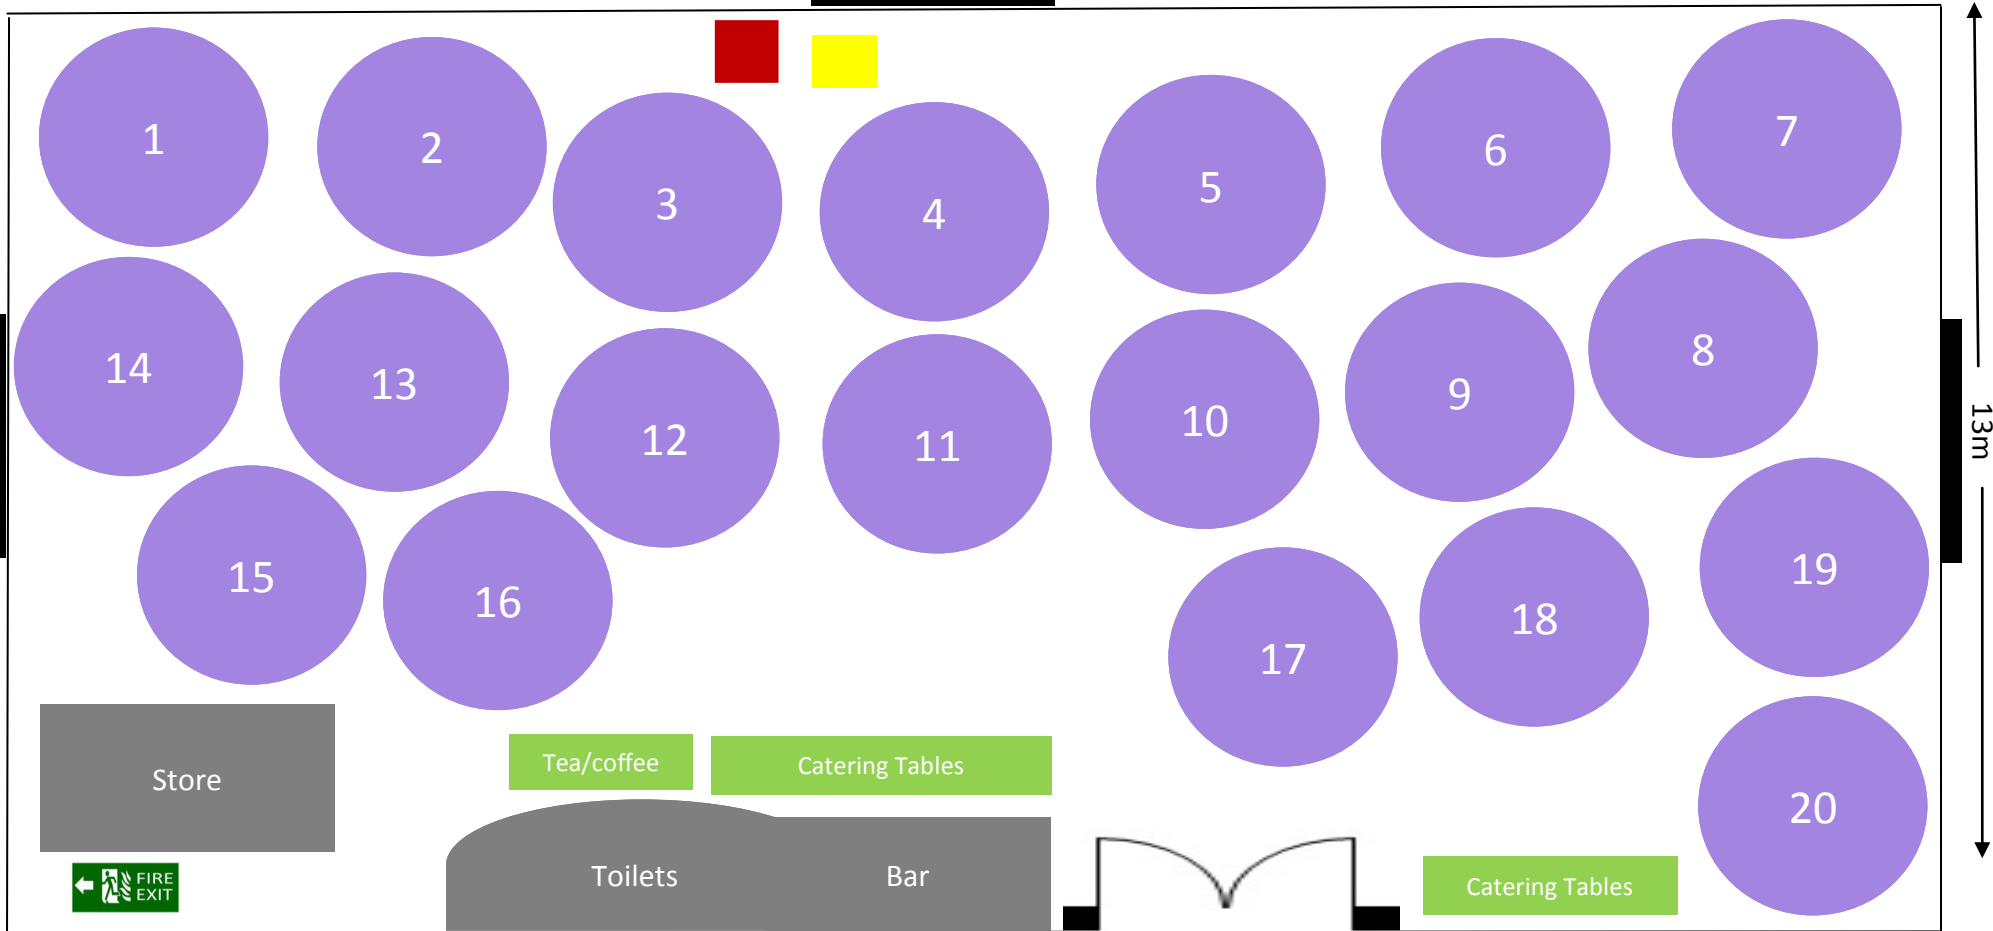 1
2
3
4
5
6
7
14
13
12
11
10
9
8
13m
15
16
17
18
19
20
Store
Tea/coffee
Catering Tables
Toilets
Bar
FIRE
EXIT
Catering Tables